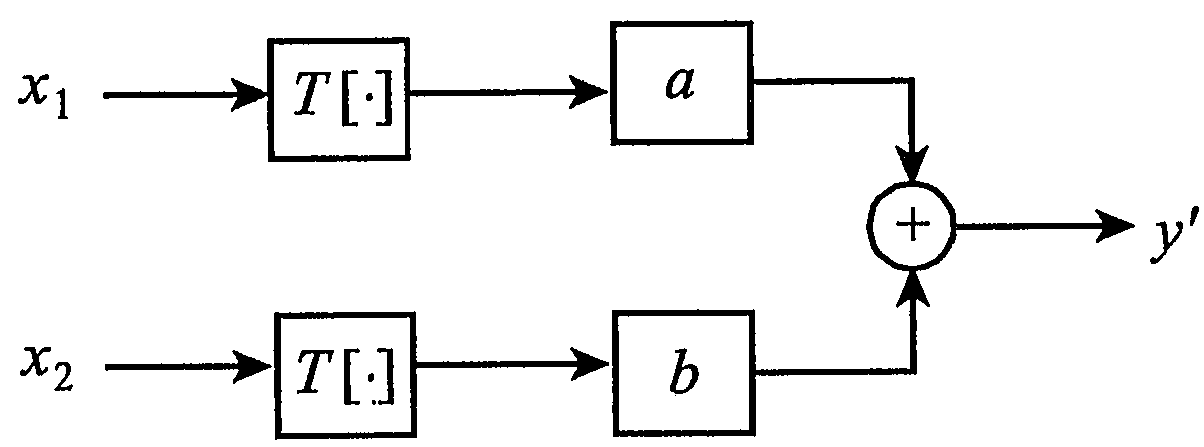 x₁ T[·] a
+ y′
x₂ T[·] b